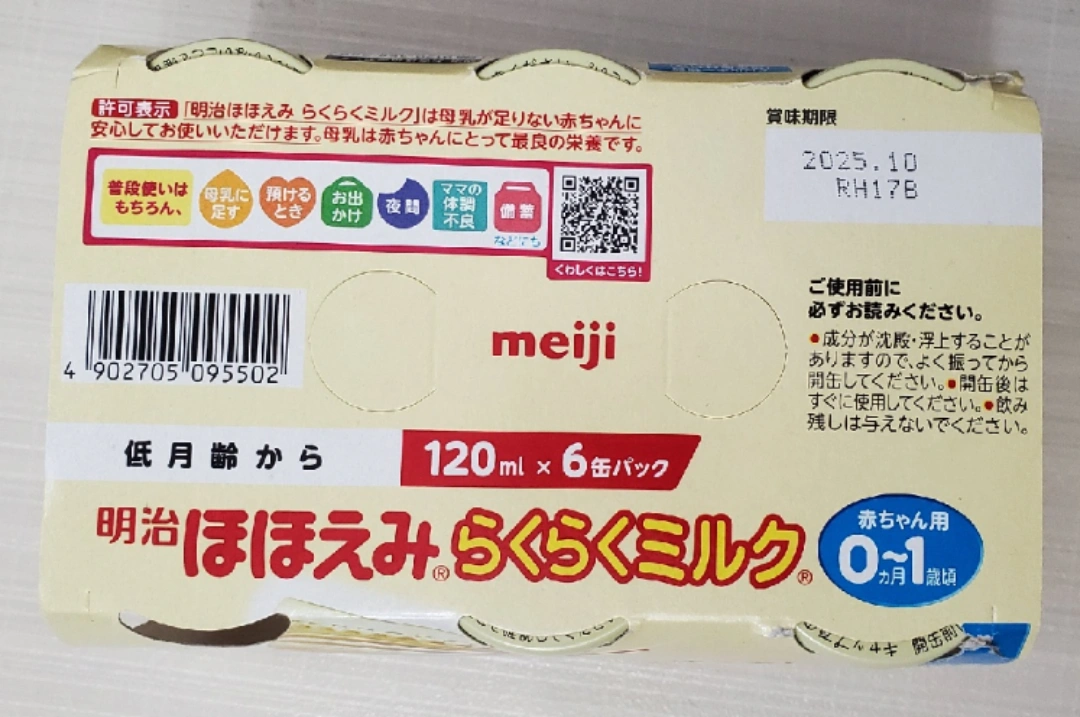 許可表示 「明治ほほえみ らくらくミルク」は母乳が足りない赤ちゃんに
安心してお使いいただけます。母乳は赤ちゃんにとって最良の栄養です。
普段使いは
もちろん、
母乳に
足す
預ける
とき
お出
かけ
夜間
ママの
体調
不良
備蓄
などにも
くわしくはこちら!
賞味期限
2025.10
RH17B
4 902705 095502
meiji
ご使用前に
必ずお読みください。
●成分が沈殿・浮上することが
ありますので、よく振ってから
開缶してください。●開缶後は
すぐに使用してください。●飲み
残しは与えないでください。
低月齢から
120ml × 6缶パック
明治ほほえみ® らくらくミルク®
赤ちゃん用
0ヵ月~1歳頃
キャップ
開缶前